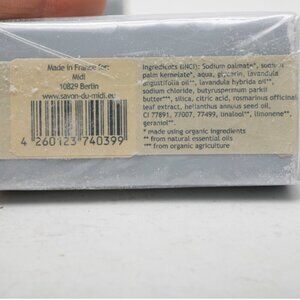 Made in France for:
Midi
10829 Berlin
www.savon-du-midi.eu
4 260123 740399
Ingredients (INCI): Sodium palmate*, sodium
palm kernelate*, aqua, glycerin, lavandula
angustifolia oil**, lavandula hybrida oil**,
sodium chloride, butyrospermum parkii
butter***, silica, citric acid, rosmarinus officinalis
leaf extract, helianthus annuus seed oil,
CI 77891, 77007, 77499, linalool**, limonene**,
geraniol**.
* made using organic ingredients
** from natural essential oils
*** from organic agriculture